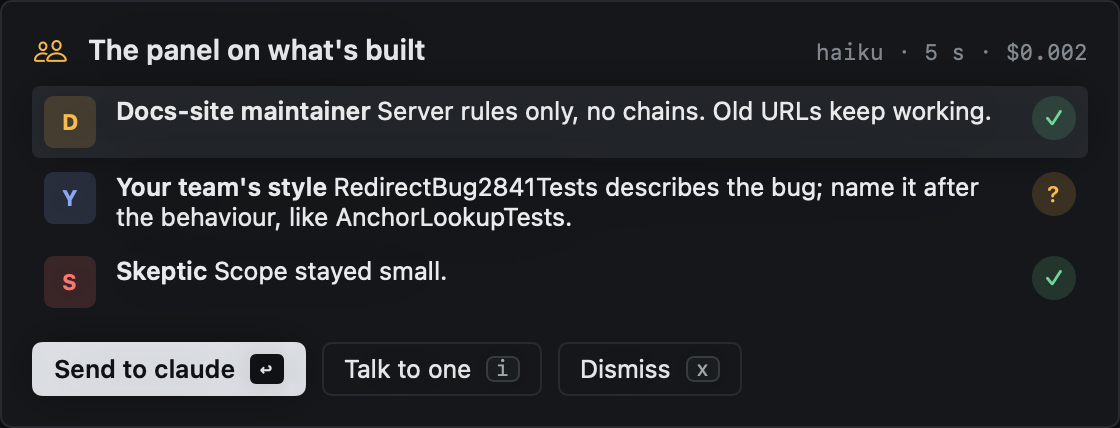 The panel on what's built
haiku · 5 s · $0.002
D
Docs-site maintainer Server rules only, no chains. Old URLs keep working.
Y
Your team's style RedirectBug2841Tests describes the bug; name it after
the behaviour, like AnchorLookupTests.
?
S
Skeptic Scope stayed small.
Send to claude ↩
Talk to one i
Dismiss x